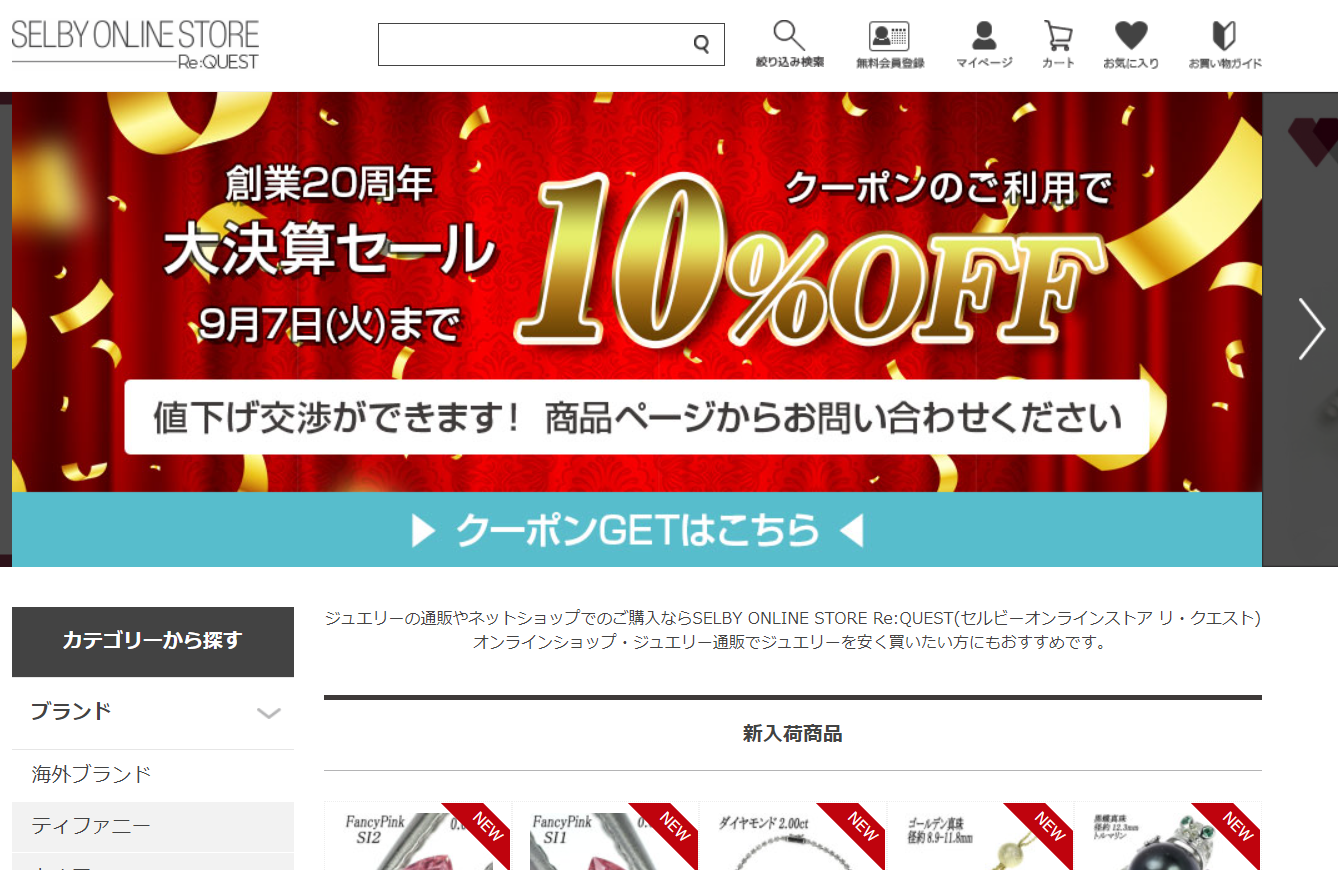 SELBY ONLINE STORE
Re:QUEST
絞り込み検索
無料会員登録
マイページ
カート
お気に入り
お買い物ガイド
創業20周年
大決算セール
9月7日(火)まで
クーポンのご利用で
10%OFF
値下げ交渉ができます! 商品ページからお問い合わせください
▶ クーポンGETはこちら ◀
カテゴリーから探す
ブランド
海外ブランド
ティファニー
ジュエリーの通販やネットショップでのご購入ならSELBY ONLINE STORE Re:QUEST(セルビーオンラインストア リ・クエスト)
オンラインショップ・ジュエリー通販でジュエリーを安く買いたい方にもおすすめです。
新入荷商品
FancyPink
SI2
NEW
FancyPink
SI1
NEW
ダイヤモンド 2.00ct
NEW
ゴールデン真珠
径約 8.9-11.8mm
NEW
黒蝶真珠
径約 12.3mm
トルマリン
NEW